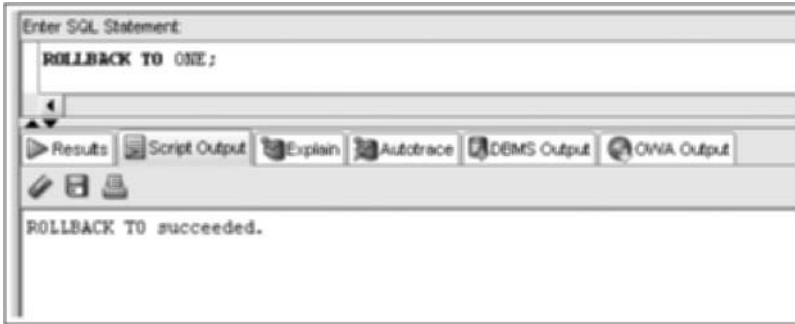 Enter SQL Statement:
ROLLBACK TO ONE;
Results Script Output Explain Autotrace DBMS Output OWA Output
ROLLBACK TO succeeded.